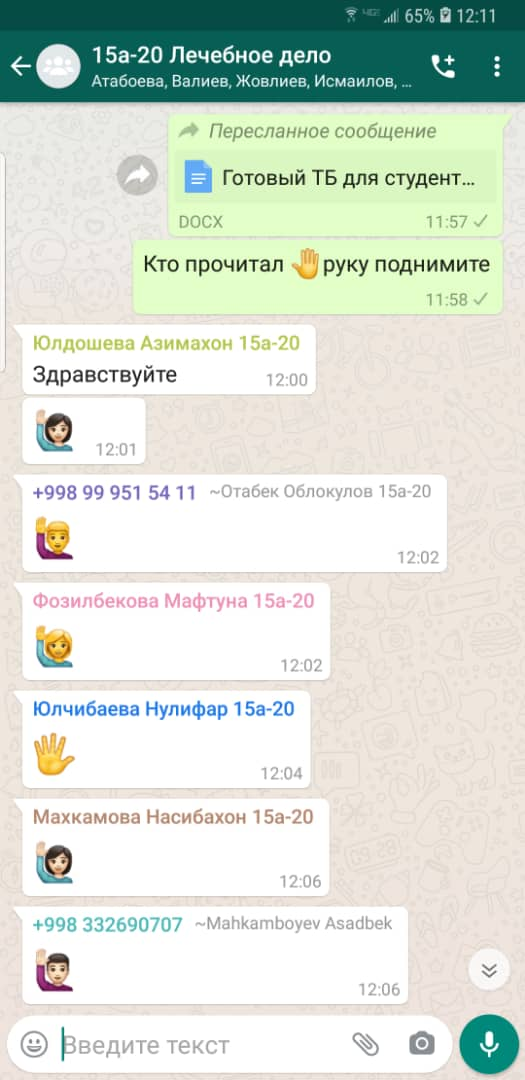 65% 12:11
15а-20 Лечебное дело
Атабоева, Валиев, Жовлиев, Исмаилов, ...
Пересланное сообщение
Готовый ТБ для студент...
DOCX 11:57
Кто прочитал 🤚руку поднимите
11:58
Юлдошева Азимахон 15а-20
Здравствуйте 12:00
12:01
+998 99 951 54 11 ~Отабек Облокулов 15а-20
12:02
Фозилбекова Мафтуна 15а-20
12:02
Юлчибаева Нулифар 15а-20
12:04
Махкамова Насибахон 15а-20
12:06
+998 332690707 ~Mahkamboyev Asadbek
12:06
Введите текст